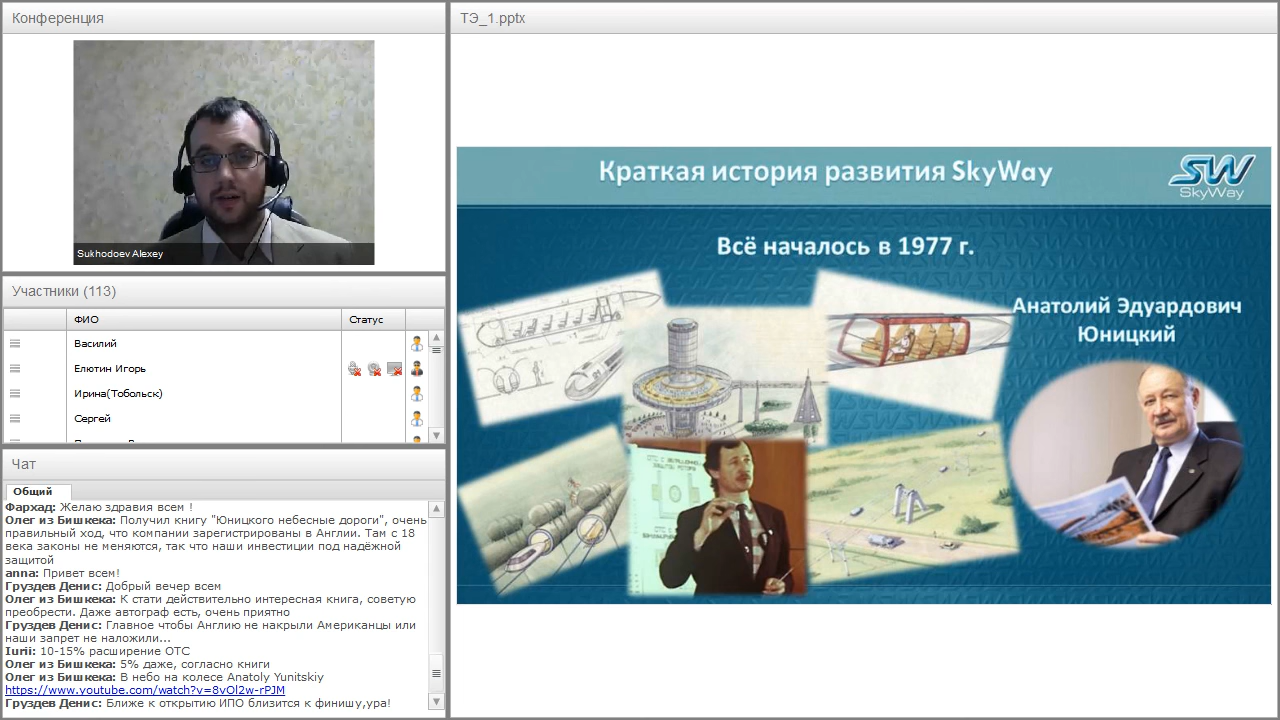 Конференция
Sukhodoev Alexey
Участники (113)
ФИО
Статус
Василий
Елютин Игорь
Ирина(Тобольск)
Сергей
Чат
Общий
Фархад: Желаю здравия всем !
Олег из Бишкека: Получил книгу "Юницкого небесные дороги", очень
правильный ход, что компании зарегистрированы в Англии. Там с 18
века законы не меняются, так что наши инвестиции под надёжной
защитой
anna: Привет всем!
Груздев Денис: Добрый вечер всем
Олег из Бишкека: К стати действительно интересная книга, советую
преобрести. Даже автограф есть, очень приятно
Груздев Денис: Главное чтобы Англию не накрыли Американцы или
наши запрет не наложили...
Iurii: 10-15% расширение ОТС
Олег из Бишкека: 5% даже, согласно книги
Олег из Бишкека: В небо на колесе Anatoly Yunitskiy
https://www.youtube.com/watch?v=8vOl2w-rPJM
Груздев Денис: Ближе к открытию ИПО близится к финишу,ура!
ТЭ_1.pptx
Краткая история развития SkyWay
SW
SkyWay
Всё началось в 1977 г.
Анатолий Эдуардович
Юницкий